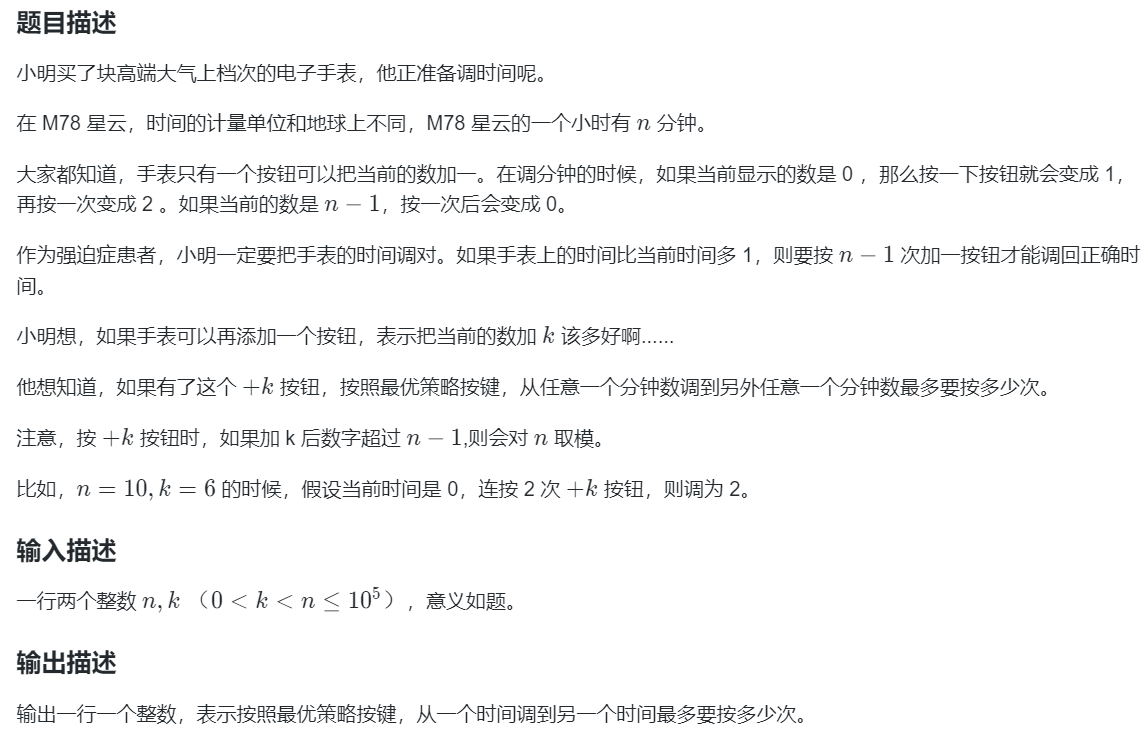 题目描述
小明买了块高端大气上档次的电子手表，他正准备调时间呢。
在 M78 星云，时间的计量单位和地球上不同，M78 星云的一个小时有 n 分钟。
大家都知道，手表只有一个按钮可以把当前的数加一。在调分钟的时候，如果当前显示的数是 0 ，那么按一下按钮就会变成 1，
再按一次变成 2 。如果当前的数是 n − 1，按一次后会变成 0。
作为强迫症患者，小明一定要把手表的时间调对。如果手表上的时间比当前时间多 1，则要按 n − 1 次加一按钮才能调回正确时
间。
小明想，如果手表可以再添加一个按钮，表示把当前的数加 k 该多好啊......
他想知道，如果有了这个 +k 按钮，按照最优策略按键，从任意一个分钟数调到另外任意一个分钟数最多要按多少次。
注意，按 +k 按钮时，如果加 k 后数字超过 n − 1,则会对 n 取模。
比如，n = 10, k = 6 的时候，假设当前时间是 0，连按 2 次 +k 按钮，则调为 2。
输入描述
一行两个整数 n, k （0 < k < n ≤ 10⁵），意义如题。
输出描述
输出一行一个整数，表示按照最优策略按键，从一个时间调到另一个时间最多要按多少次。